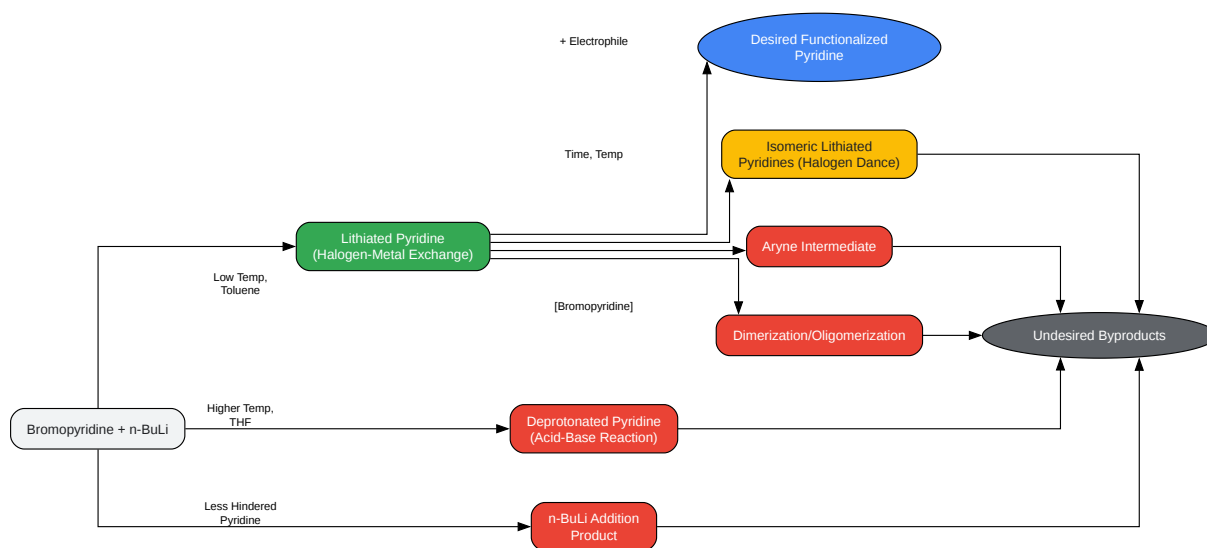 + Electrophile
Desired Functionalized
Pyridine
Time, Temp
Isomeric Lithiated
Pyridines (Halogen Dance)
Lithiated Pyridine
(Halogen-Metal Exchange)
Aryne Intermediate
Low Temp,
Toluene
[Bromopyridine]
Dimerization/Oligomerization
Undesired Byproducts
Higher Temp,
THF
Bromopyridine + n-BuLi
Deprotonated Pyridine
(Acid-Base Reaction)
Less Hindered
Pyridine
n-BuLi Addition
Product